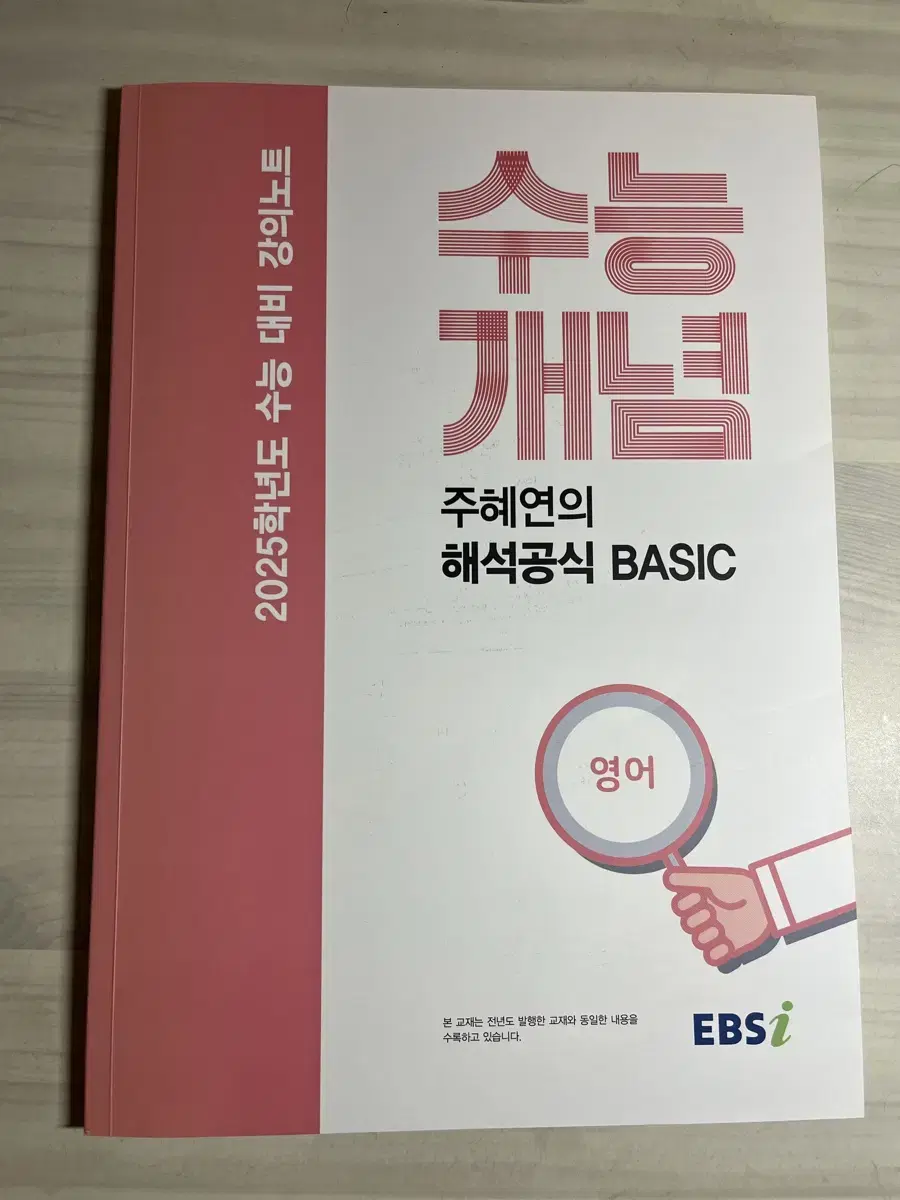 2025학년도 수능 대비 강의노트
수능
개념
주혜연의
해석공식 BASIC
영어
본 교재는 전년도 발행한 교재와 동일한 내용을
수록하고 있습니다.
EBSi